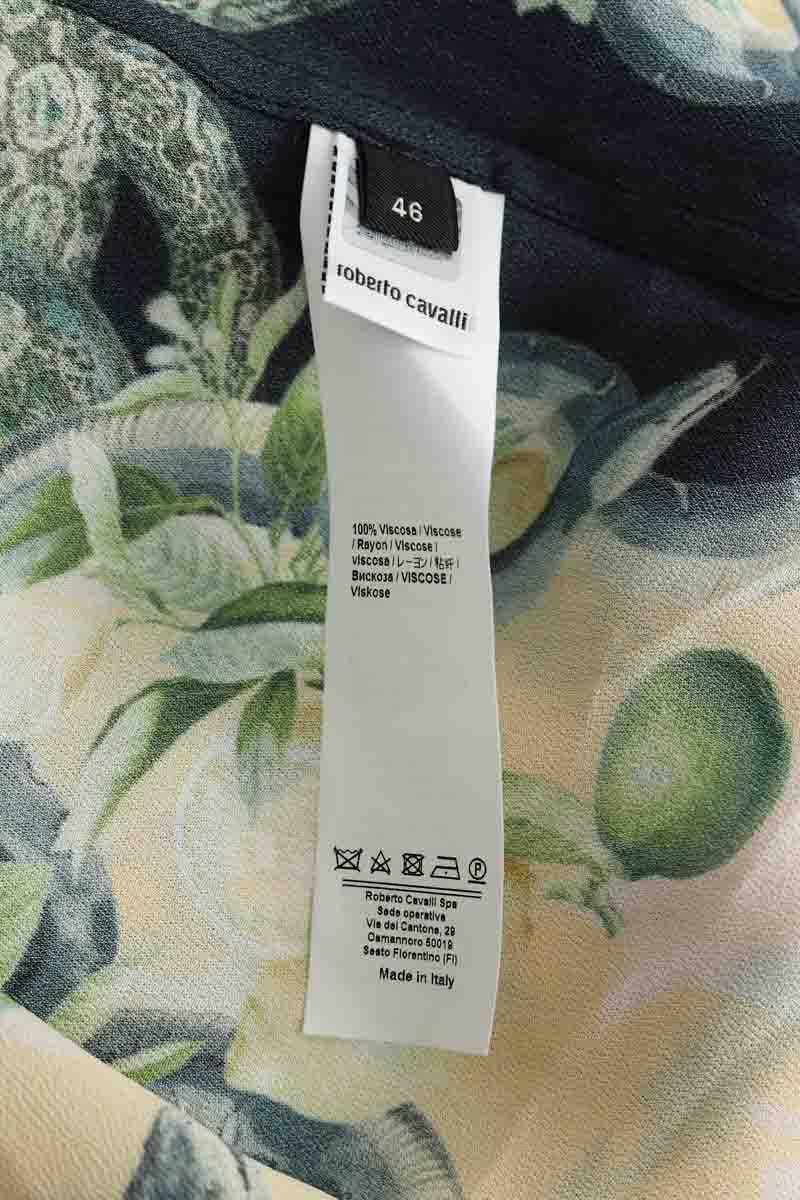 46
roberto cavalli
100% Viscosa / Viscose
/ Rayon / Viscose /
viscosa / レーヨン / 粘纤 /
Вискоза / VISCOSE /
Viskose
Roberto Cavalli Spa
Sede operativa
Via del Cantone, 29
Osmannoro 50019
Sesto Fiorentino (FI)
Made in Italy